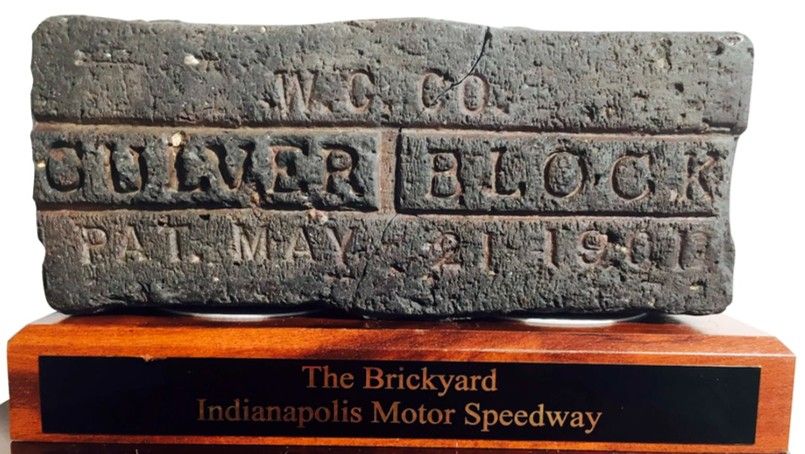 W.C.CO.
CULVER BLOCK
PAT. MAY 21 1901
The Brickyard
Indianapolis Motor Speedway